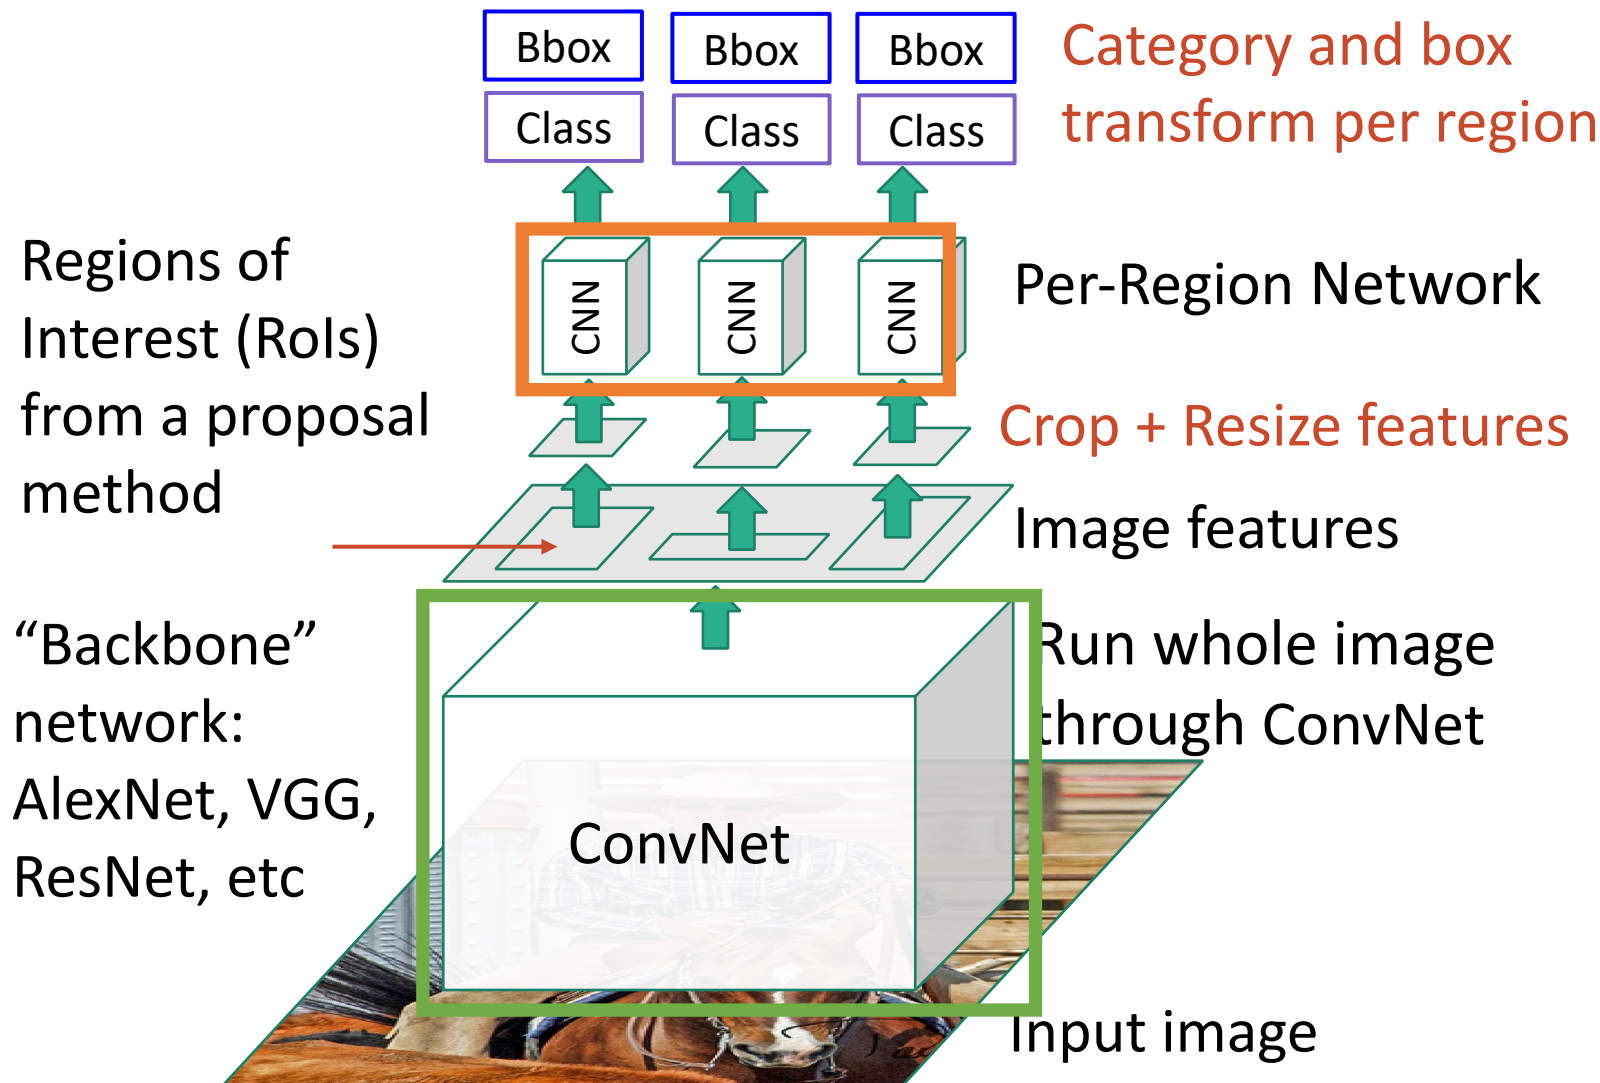 Bbox
Bbox
Bbox
Class
Class
Class
Category and box
transform per region
Regions of
Interest (RoIs)
from a proposal
method
CNN
CNN
CNN
Per-Region Network
Crop + Resize features
Image features
“Backbone”
network:
AlexNet, VGG,
ResNet, etc
Run whole image
through ConvNet
ConvNet
Input image